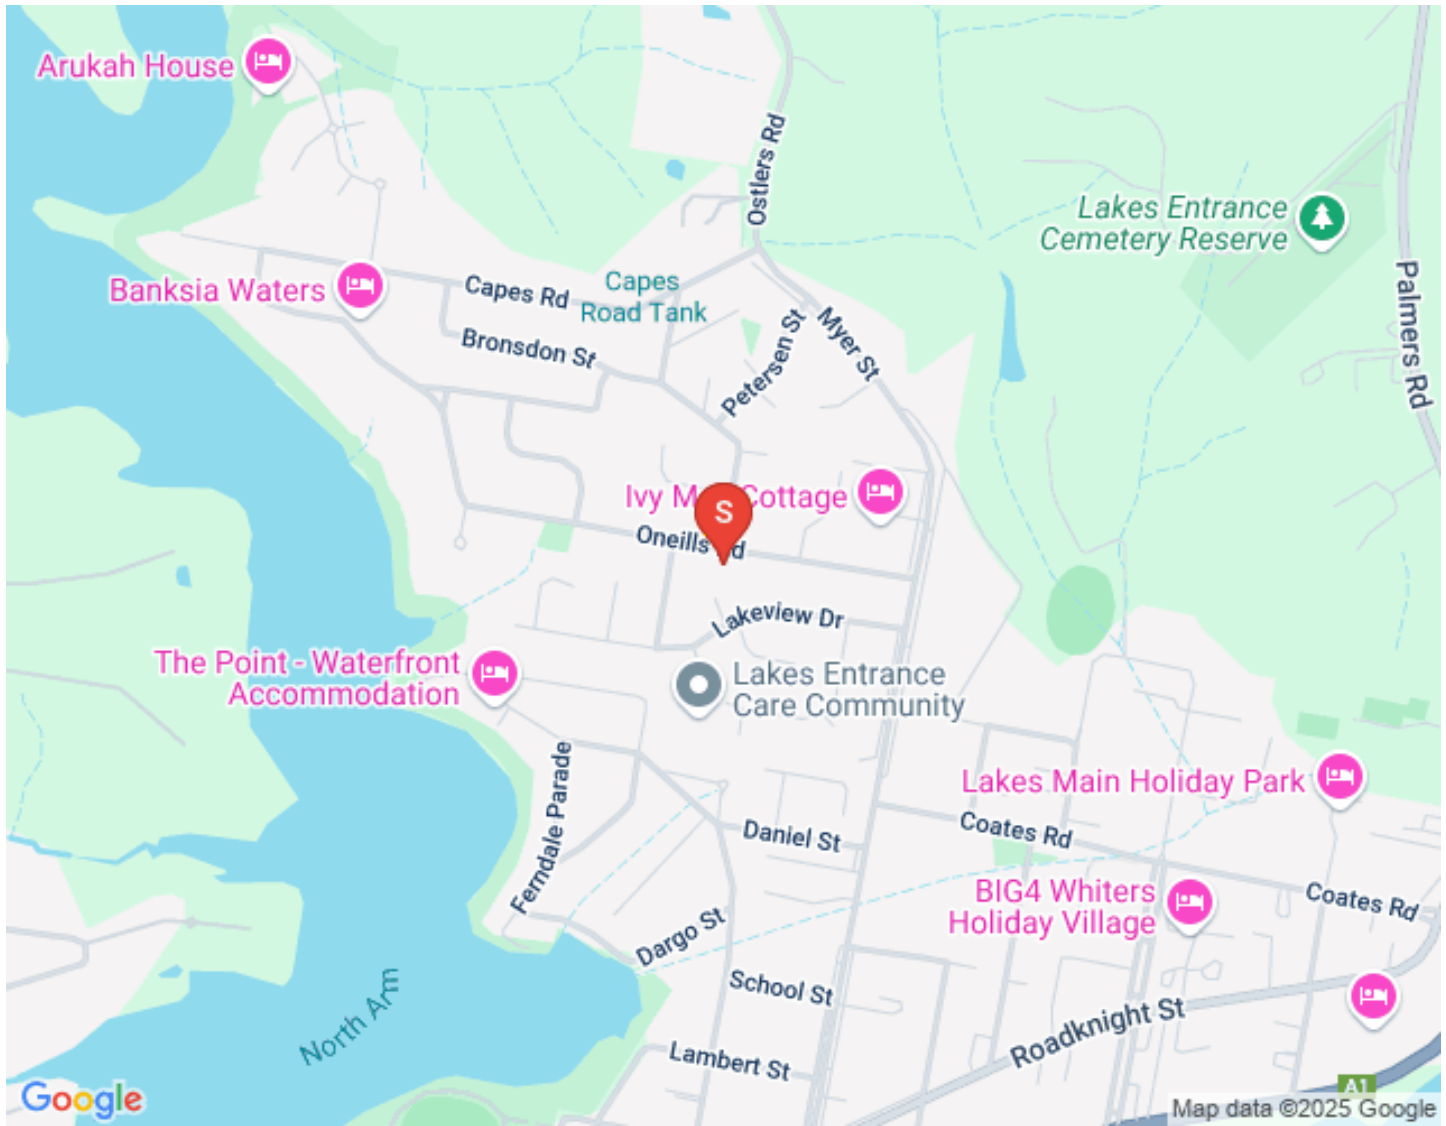 Arukah House
Ostlers Rd
Lakes Entrance
Cemetery Reserve
Banksia Waters
Capes Rd
Capes
Road Tank
Palmers Rd
Bronsdon St
Petersen St
Myer St
Ivy M
Cottage
S
Oneills Rd
Lakeview Dr
The Point - Waterfront
Accommodation
Lakes Entrance
Care Community
Ferndale Parade
Lakes Main Holiday Park
Daniel St
Coates Rd
BIG4 Whiters
Holiday Village
Coates Rd
Dargo St
School St
North Arm
Roadknight St
Lambert St
A1
Google
Map data ©2025 Google